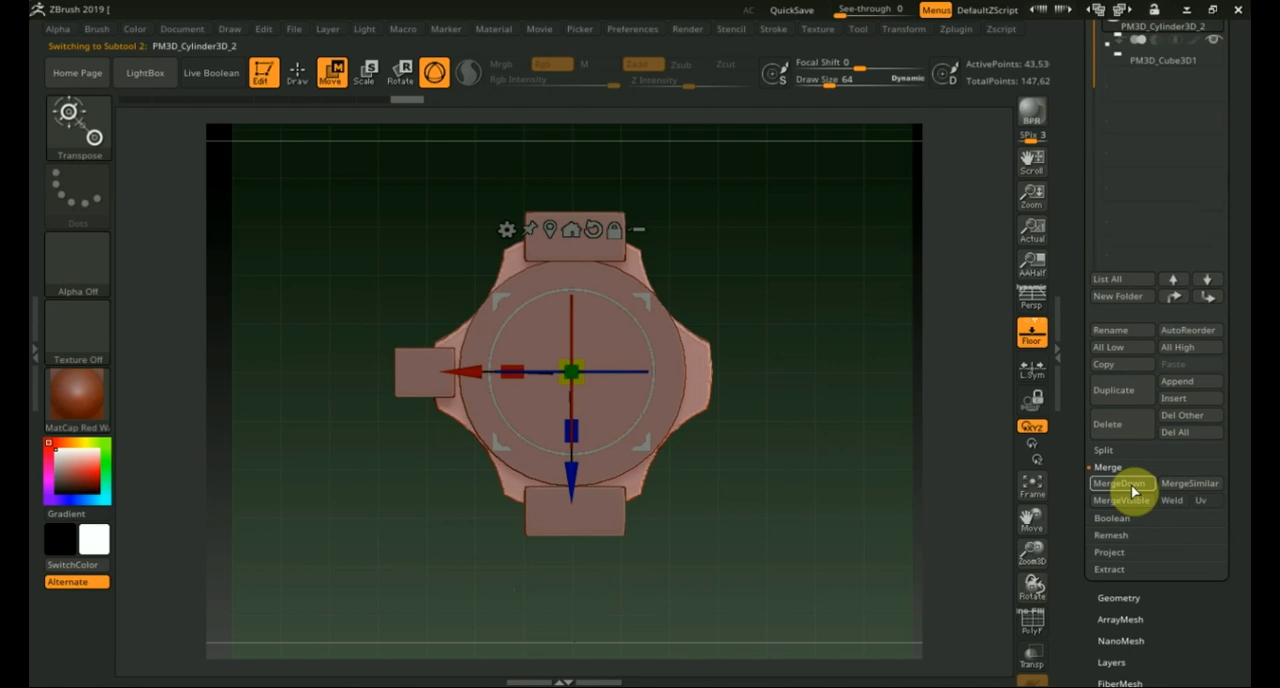 ZBrush 2019 [
AC QuickSave See-through 0 Menus DefaultZScript
Alpha Brush Color Document Draw Edit File Layer Light Macro Marker Material Movie Picker Preferences Render Stencil Stroke Texture Tool Transform Zplugin Zscript
Switching to Subtool 2: PM3D_Cylinder3D_2
Home Page LightBox Live Boolean Edit Draw Move Scale Rotate
Mrgb Rgb M Zadd Zsub Zcut
Rgb Intensity Z Intensity
Focal Shift 0
Draw Size 64 Dynamic
ActivePoints: 43,53
TotalPoints: 147,62
Transpose
Dots
Alpha Off
Texture Off
MatCap Red W
Gradient
SwitchColor
Alternate
BPR
SPix 3
Scroll
Zoom
Actual
AAHalf
Dynamic
Persp
Floor
L.Sym
XYZ
Frame
Move
Zoom3D
Rotate
PolyF
Transp
PM3D_Cylinder3D_2
PM3D_Cube3D1
List All
New Folder
Rename AutoReorder
All Low All High
Copy Paste
Duplicate Append
Insert
Delete Del Other
Del All
Split
Merge
MergeDown MergeSimilar
MergeVisible Weld Uv
Boolean
Remesh
Project
Extract
Geometry
ArrayMesh
NanoMesh
Layers
FiberMesh